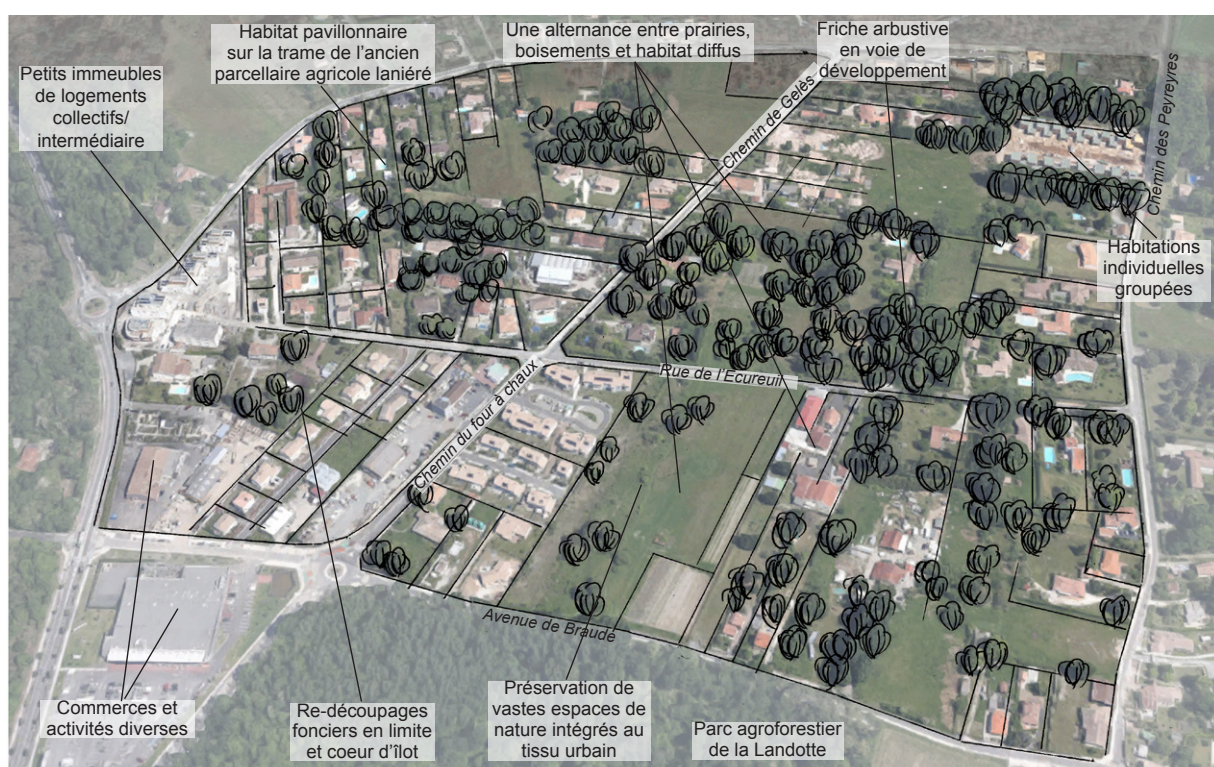 Habitat pavillonnaire
sur la trame de l’ancien
parcellaire agricole laniéré
Une alternance entre prairies,
boisements et habitat diffus
Friche arbustive
en voie de
développement
Petits immeubles
de logements
collectifs/
intermédiaire
Chemin de Gelès
Chemin des Peyreyres
Habitations
individuelles
groupées
Rue de l’Ecureuil
Chemin du four à chaux
Avenue de Braude
Commerces et
activités diverses
Re-découpages
fonciers en limite
et coeur d’îlot
Préservation de
vastes espaces de
nature intégrés au
tissu urbain
Parc agroforestier
de la Landotte